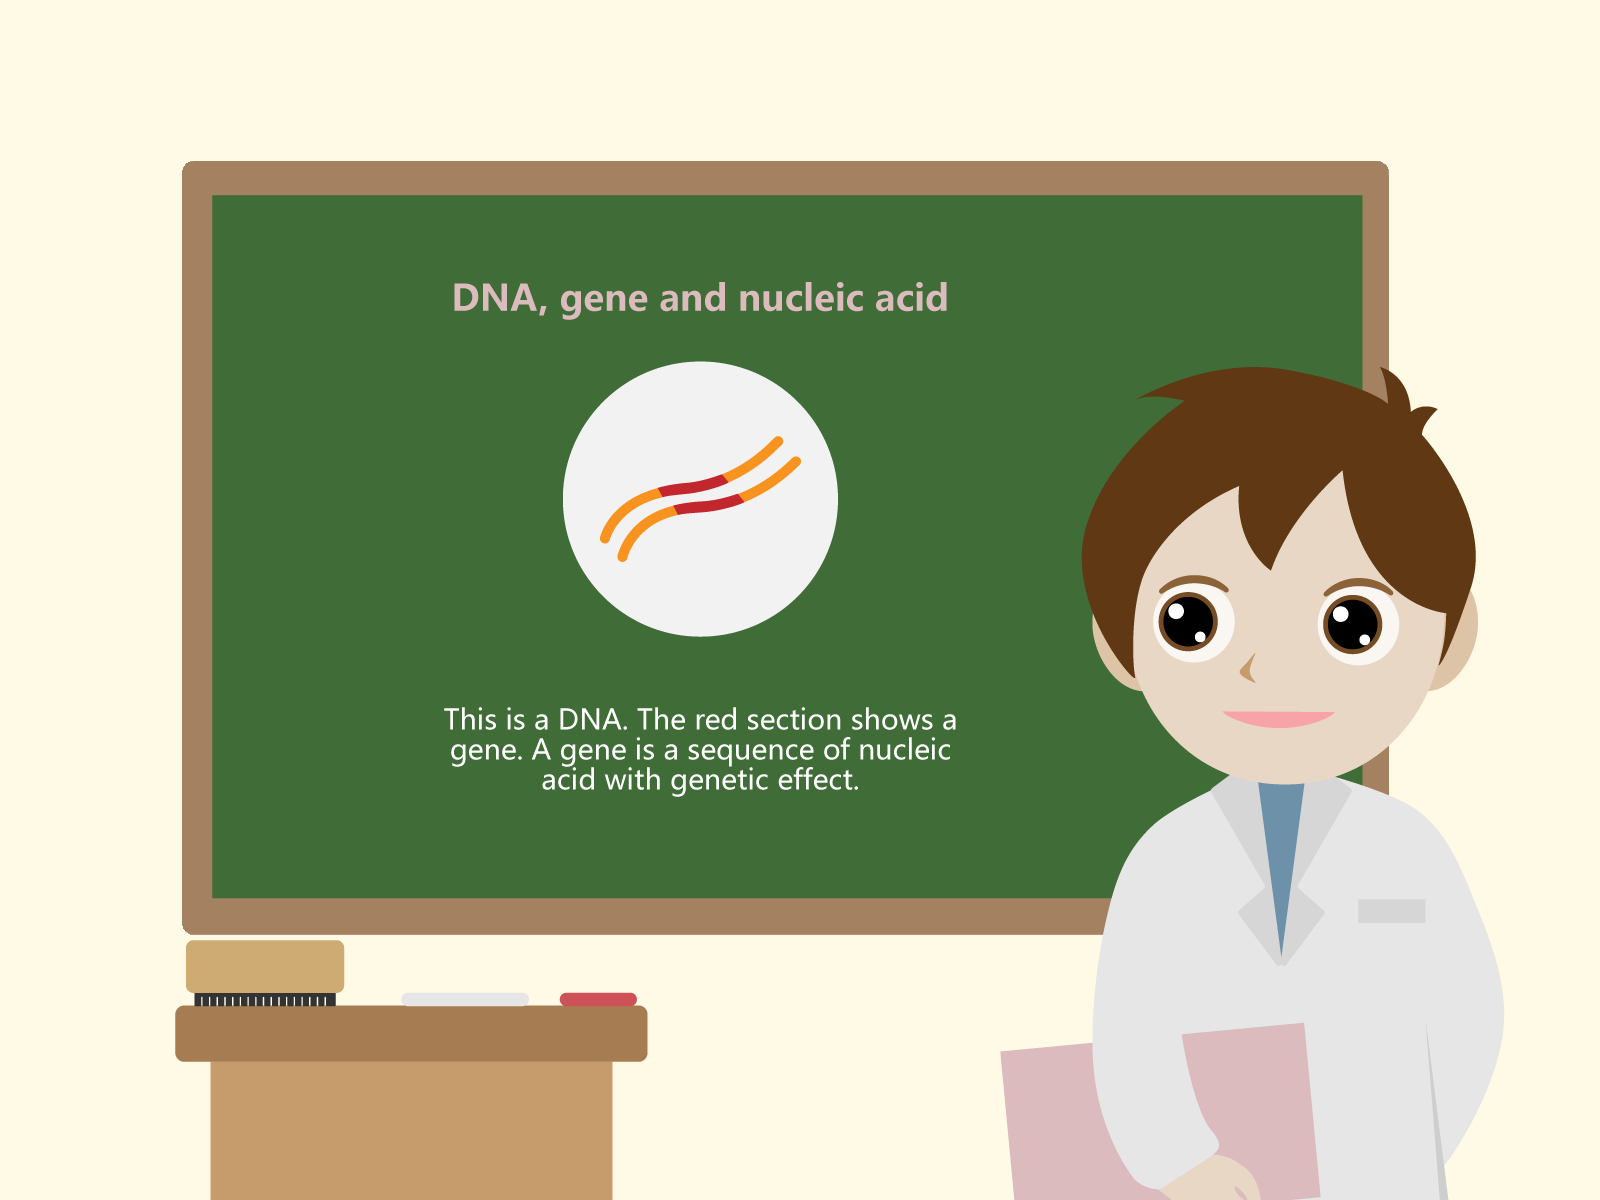 DNA, gene and nucleic acid
This is a DNA. The red section shows a
gene. A gene is a sequence of nucleic
acid with genetic effect.